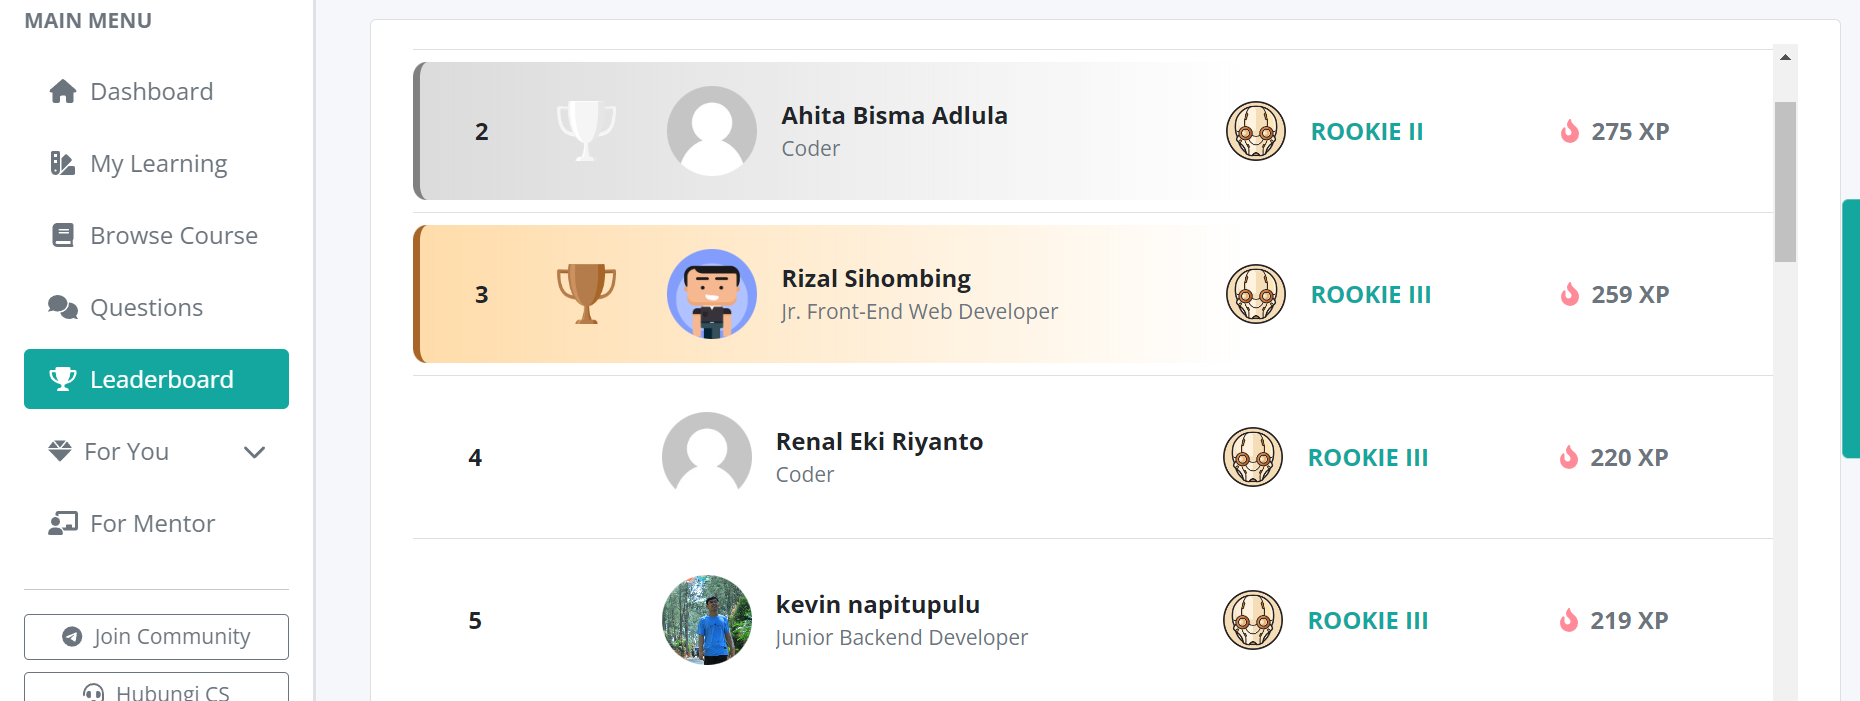 MAIN MENU
Dashboard
My Learning
Browse Course
Questions
Leaderboard
For You
For Mentor
Join Community
Hubungi CS
2
Ahita Bisma Adlula
Coder
ROOKIE II
275 XP
3
Rizal Sihombing
Jr. Front-End Web Developer
ROOKIE III
259 XP
4
Renal Eki Riyanto
Coder
ROOKIE III
220 XP
5
kevin napitupulu
Junior Backend Developer
ROOKIE III
219 XP